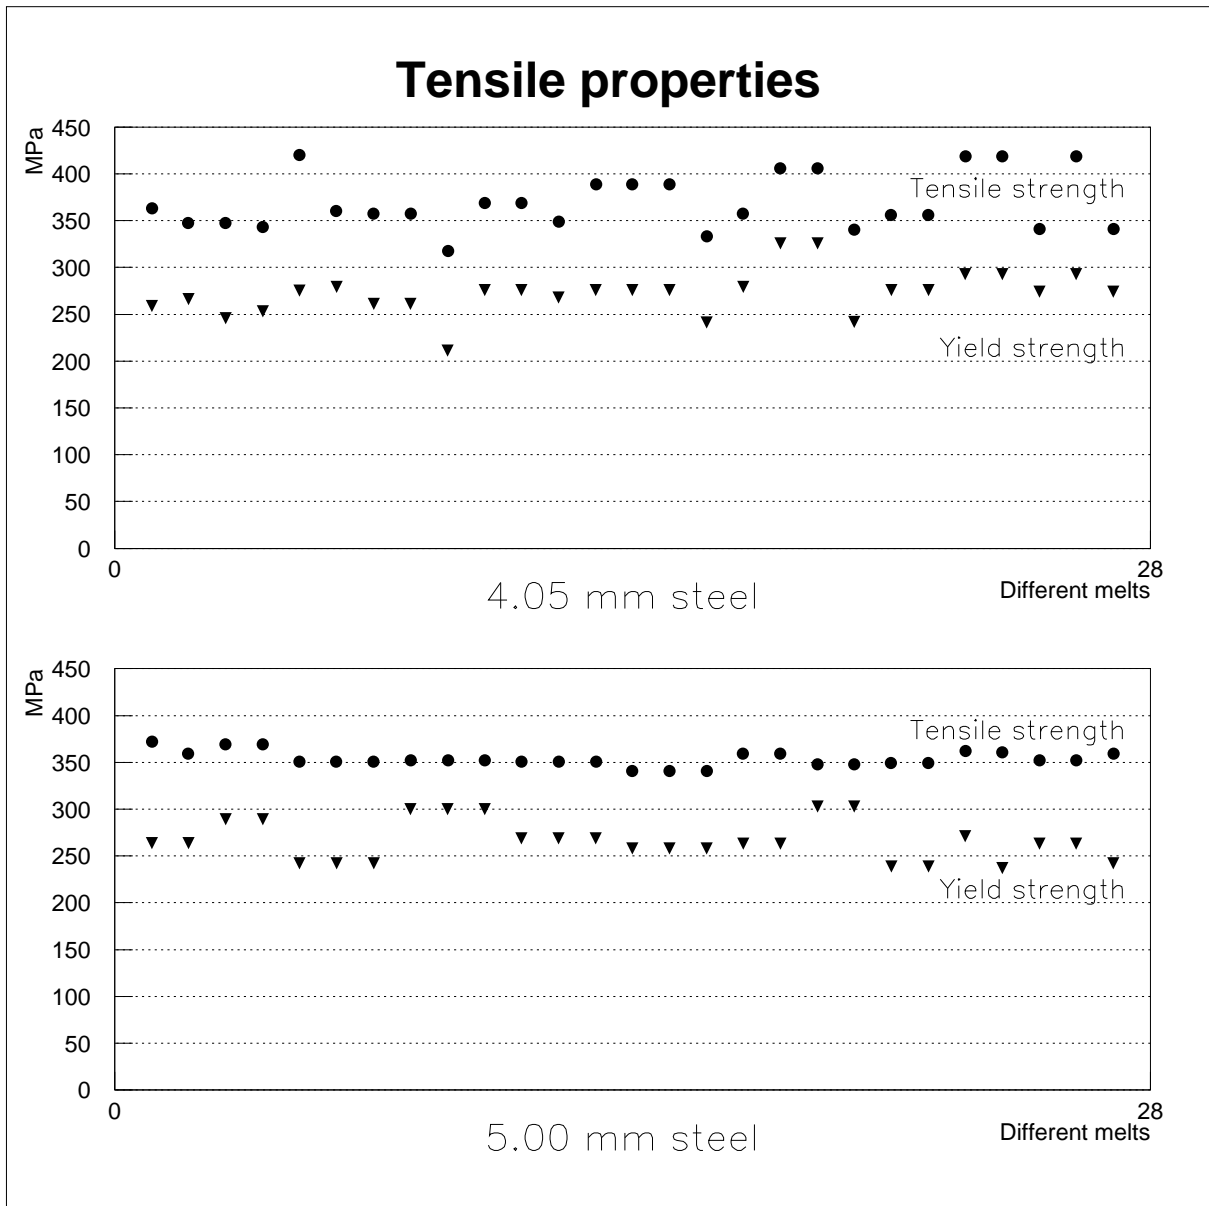 Tensile properties
MPa
450
400
350
300
250
200
150
100
50
0
Tensile strength
Yield strength
0
28
4.05 mm steel
Different melts
MPa
450
400
350
300
250
200
150
100
50
0
Tensile strength
Yield strength
0
28
5.00 mm steel
Different melts